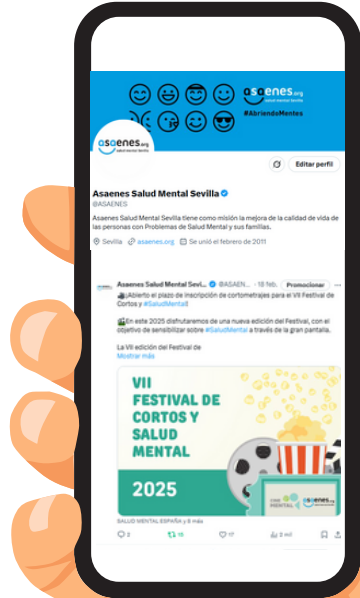 asaenes.org
salud mental Sevilla
#AbriendoMentes
asaenes.org
salud mental Sevilla
Editar perfil
Asaenes Salud Mental Sevilla
@ASAENES
Asaenes Salud Mental Sevilla tiene como misión la mejora de la calidad de vida de
las personas con Problemas de Salud Mental y sus familias.
Sevilla asaenes.org Se unió el febrero de 2011
Asaenes Salud Mental Sevi... @ASAEN... · 18 feb. Promocionar ...
¡Abierto el plazo de inscripción de cortometrajes para el VII Festival de
Cortos y #SaludMental!
En este 2025 disfrutaremos de una nueva edición del Festival, con el
objetivo de sensibilizar sobre #SaludMental a través de la gran pantalla.
La VII edición del Festival de
Mostrar más
VII
FESTIVAL DE
CORTOS Y
SALUD
MENTAL
2025
asaenes.org
SALUD MENTAL ESPAÑA y 8 más
15 17 2 mil